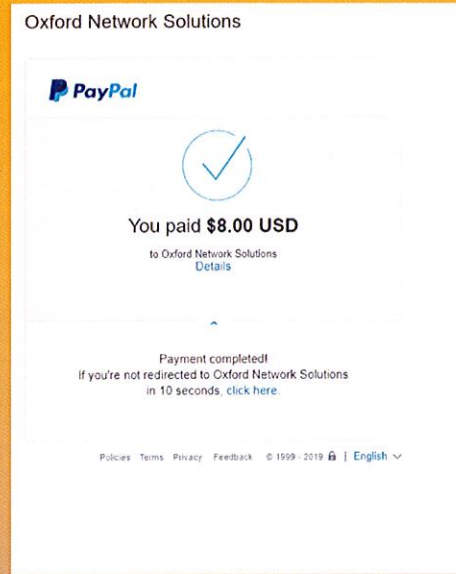 Oxford Network Solutions
PayPal
You paid $8.00 USD
to Oxford Network Solutions
Details
Payment completed!
If you're not redirected to Oxford Network Solutions
in 10 seconds, click here.
Policies Terms Privacy Feedback © 1999 - 2019 | English